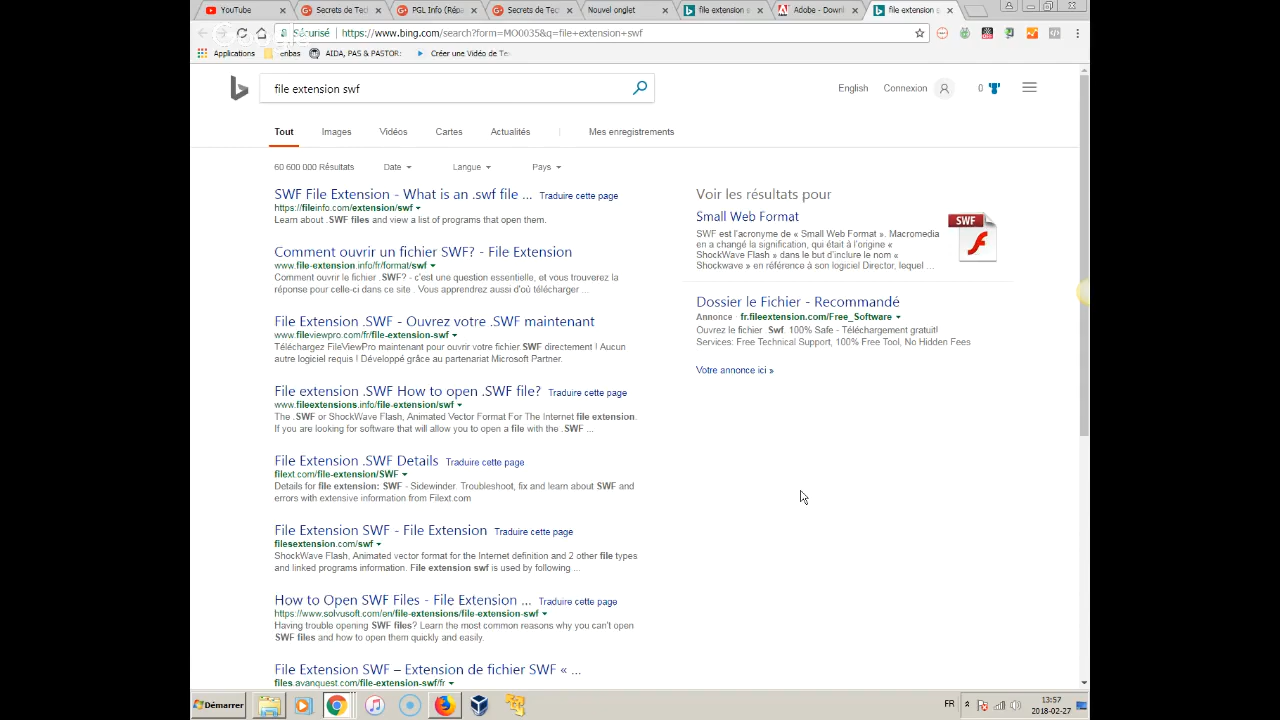 YouTube
Secrets de Tec
PGL Info (Répa
Secrets de Tec
Nouvel onglet
file extension s
Adobe - Downl
file extension s
Sécurisé
https://www.bing.com/search?form=MO0035&q=file+extension+swf
Applications
enbas
AIDA, PAS & PASTOR:
Créer une Vidéo de Te
file extension swf
English
Connexion
0
Tout
Images
Vidéos
Cartes
Actualités
Mes enregistrements
60 600 000 Résultats
Date
Langue
Pays
SWF File Extension - What is an .swf file ... Traduire cette page
https://fileinfo.com/extension/swf
Learn about .SWF files and view a list of programs that open them.
Comment ouvrir un fichier SWF? - File Extension
www.file-extension.info/fr/format/swf
Comment ouvrir le fichier .SWF? - c'est une question essentielle, et vous trouverez la
réponse pour celle-ci dans ce site . Vous apprendrez aussi d'où télécharger ...
File Extension .SWF - Ouvrez votre .SWF maintenant
www.fileviewpro.com/fr/file-extension-swf
Téléchargez FileViewPro maintenant pour ouvrir votre fichier.SWF directement ! Aucun
autre logiciel requis ! Développé grâce au partenariat Microsoft Partner.
File extension .SWF How to open .SWF file? Traduire cette page
www.fileextensions.info/file-extension/swf
The .SWF or ShockWave Flash, Animated Vector Format For The Internet file extension.
If you are looking for software that will allow you to open a file with the .SWF ...
File Extension .SWF Details Traduire cette page
filext.com/file-extension/SWF
Details for file extension: SWF - Sidewinder. Troubleshoot, fix and learn about SWF and
errors with extensive information from Filext.com
File Extension SWF - File Extension Traduire cette page
filesextension.com/swf
ShockWave Flash, Animated vector format for the Internet definition and 2 other file types
and linked programs information. File extension swf is used by following ...
How to Open SWF Files - File Extension ... Traduire cette page
https://www.solvusoft.com/en/file-extensions/file-extension-swf
Having trouble opening SWF files? Learn the most common reasons why you can't open
SWF files and how to open them quickly and easily.
File Extension SWF – Extension de fichier SWF « ...
files.avanquest.com/file-extension-swf/fr
Voir les résultats pour
Small Web Format
SWF est l'acronyme de « Small Web Format ». Macromedia
en a changé la signification, qui était à l'origine «
ShockWave Flash » dans le but d'inclure le nom «
Shockwave » en référence à son logiciel Director, lequel ...
SWF
Dossier le Fichier - Recommandé
Annonce fr.fileextension.com/Free_Software
Ouvrez le fichier .Swf. 100% Safe - Téléchargement gratuit!
Services: Free Technical Support, 100% Free Tool, No Hidden Fees
Votre annonce ici »
Démarrer
FR
13:57
2018-02-27